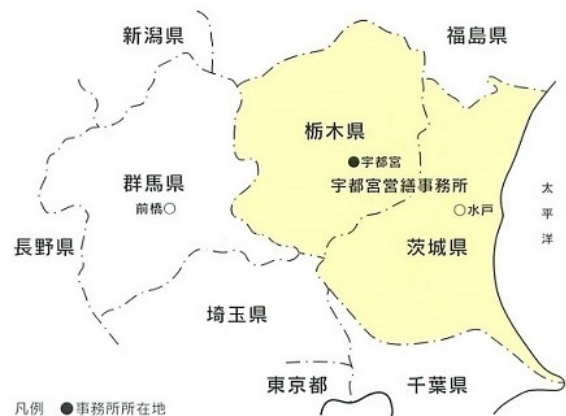 新潟県
福島県
栃木県
●宇都宮
宇都宮営繕事務所
群馬県
前橋○
○水戸
太平洋
長野県
茨城県
埼玉県
東京都
千葉県
凡例 ●事務所所在地